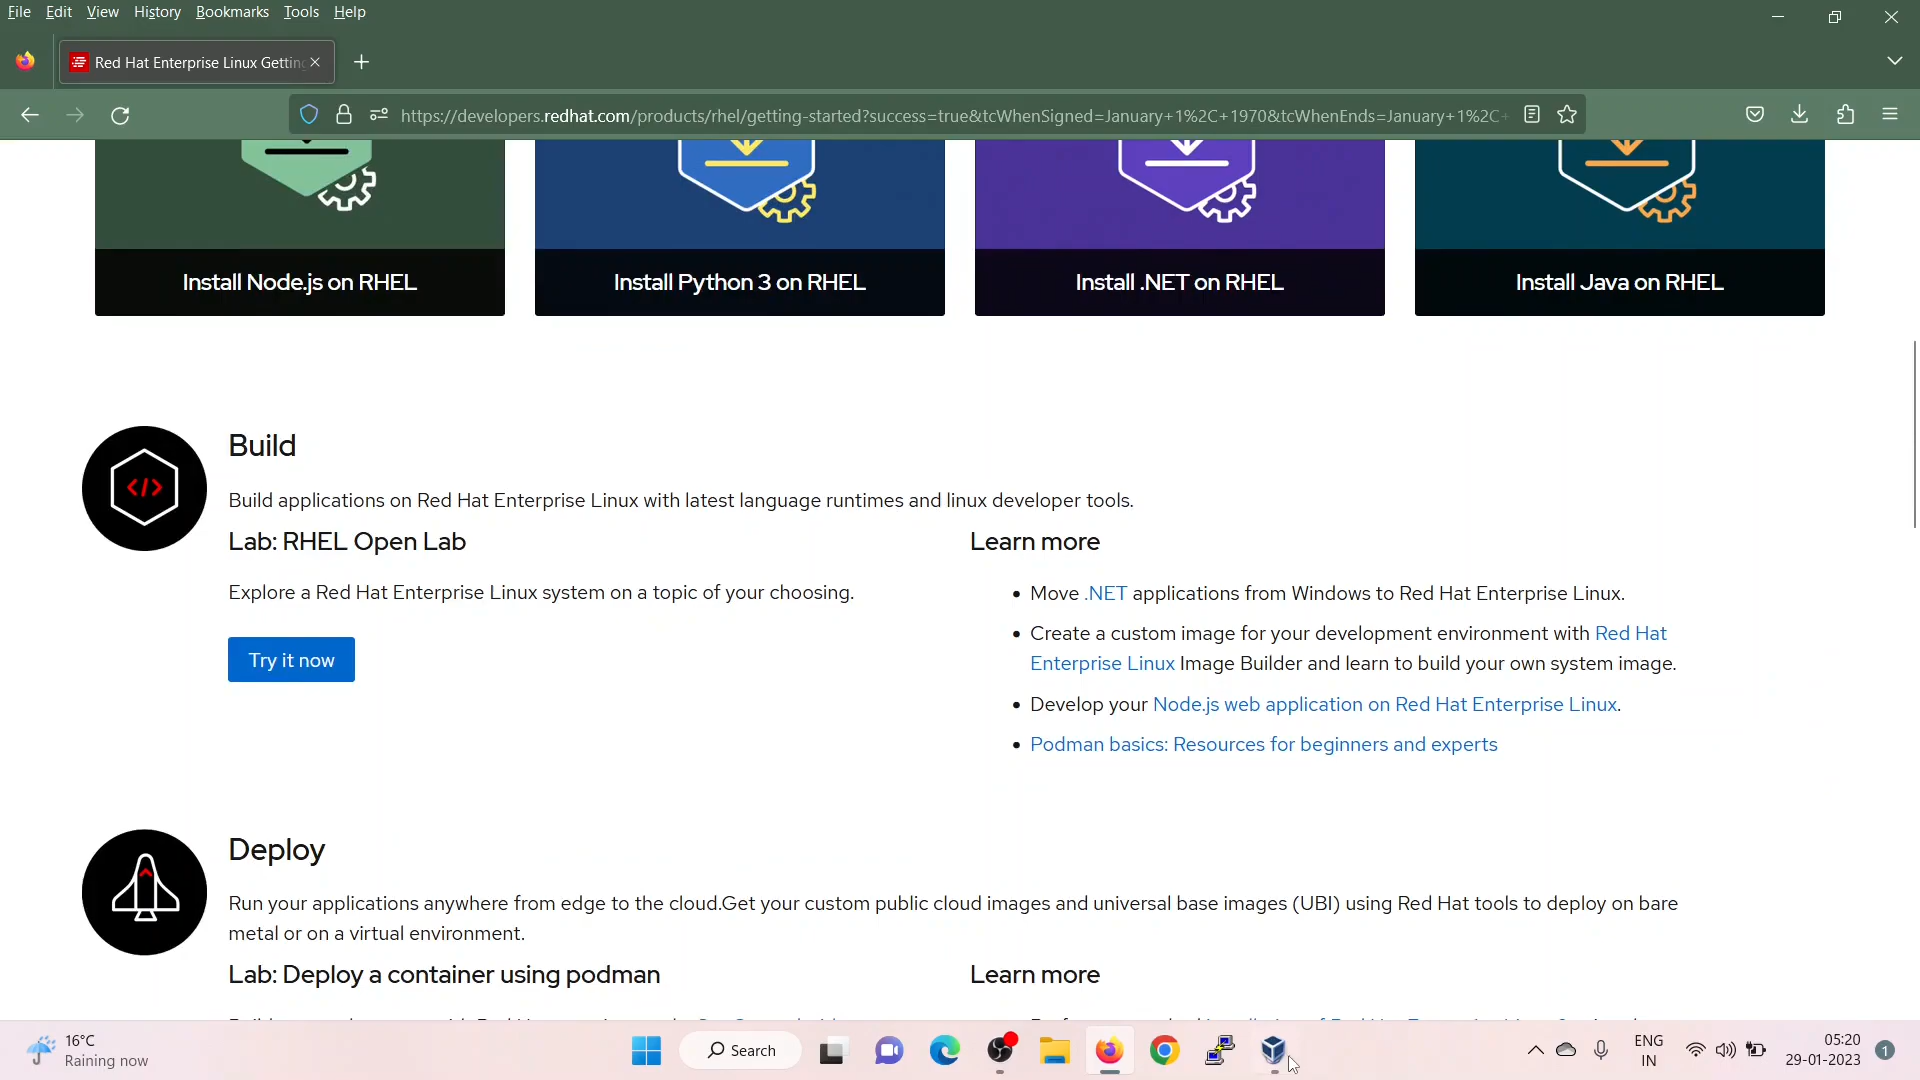 File Edit View History Bookmarks Tools Help
Red Hat Enterprise Linux Getting
https://developers.redhat.com/products/rhel/getting-started?success=true&tcWhenSigned=January+1%2C+1970&tcWhenEnds=January+1%2C+
Install Node.js on RHEL
Install Python 3 on RHEL
Install .NET on RHEL
Install Java on RHEL
Build
Build applications on Red Hat Enterprise Linux with latest language runtimes and linux developer tools.
Lab: RHEL Open Lab
Explore a Red Hat Enterprise Linux system on a topic of your choosing.
Try it now
Learn more
Move .NET applications from Windows to Red Hat Enterprise Linux.
Create a custom image for your development environment with Red Hat
Enterprise Linux Image Builder and learn to build your own system image.
Develop your Node.js web application on Red Hat Enterprise Linux.
Podman basics: Resources for beginners and experts
Deploy
Run your applications anywhere from edge to the cloud.Get your custom public cloud images and universal base images (UBI) using Red Hat tools to deploy on bare
metal or on a virtual environment.
Lab: Deploy a container using podman
Learn more
16°C
Raining now
Search
ENG
IN
05:20
29-01-2023
1